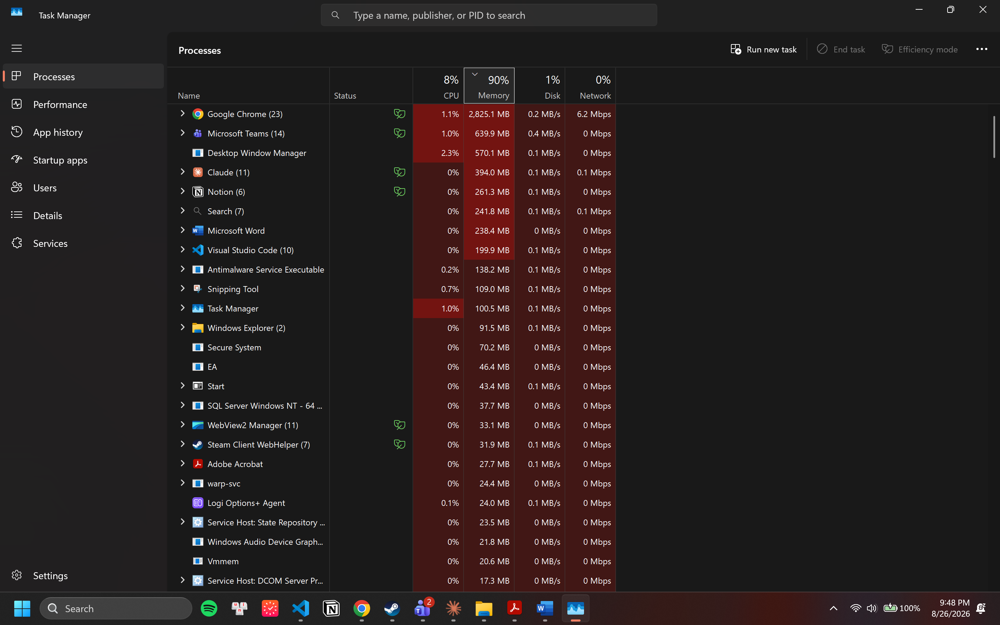 Task Manager
Type a name, publisher, or PID to search
Processes
Run new task
End task
Efficiency mode
Processes
Performance
App history
Startup apps
Users
Details
Services
Settings
8% 90% 1% 0%
Name Status CPU Memory Disk Network
Google Chrome (23) 1.1% 2,825.1 MB 0.2 MB/s 6.2 Mbps
Microsoft Teams (14) 1.0% 639.9 MB 0.4 MB/s 0 Mbps
Desktop Window Manager 2.3% 570.1 MB 0.1 MB/s 0 Mbps
Claude (11) 0% 394.0 MB 0.1 MB/s 0.1 Mbps
Notion (6) 0% 261.3 MB 0.1 MB/s 0 Mbps
Search (7) 0% 241.8 MB 0.1 MB/s 0.1 Mbps
Microsoft Word 0% 238.4 MB 0 MB/s 0 Mbps
Visual Studio Code (10) 0% 199.9 MB 0.1 MB/s 0 Mbps
Antimalware Service Executable 0.2% 138.2 MB 0.1 MB/s 0 Mbps
Snipping Tool 0.7% 109.0 MB 0.1 MB/s 0 Mbps
Task Manager 1.0% 100.5 MB 0.1 MB/s 0 Mbps
Windows Explorer (2) 0% 91.5 MB 0.1 MB/s 0 Mbps
Secure System 0% 70.2 MB 0 MB/s 0 Mbps
EA 0% 46.4 MB 0 MB/s 0 Mbps
Start 0% 43.4 MB 0.1 MB/s 0 Mbps
SQL Server Windows NT - 64 ... 0% 37.7 MB 0 MB/s 0 Mbps
WebView2 Manager (11) 0% 33.1 MB 0 MB/s 0 Mbps
Steam Client WebHelper (7) 0% 31.9 MB 0.1 MB/s 0 Mbps
Adobe Acrobat 0% 27.7 MB 0.1 MB/s 0 Mbps
warp-svc 0% 24.4 MB 0 MB/s 0 Mbps
Logi Options+ Agent 0.1% 24.0 MB 0.1 MB/s 0 Mbps
Service Host: State Repository ... 0% 23.5 MB 0 MB/s 0 Mbps
Windows Audio Device Graph... 0% 21.8 MB 0 MB/s 0 Mbps
Vmmem 0% 20.6 MB 0 MB/s 0 Mbps
Service Host: DCOM Server Pr... 0% 17.3 MB 0 MB/s 0 Mbps
Search
2
100%
9:48 PM
8/26/2026